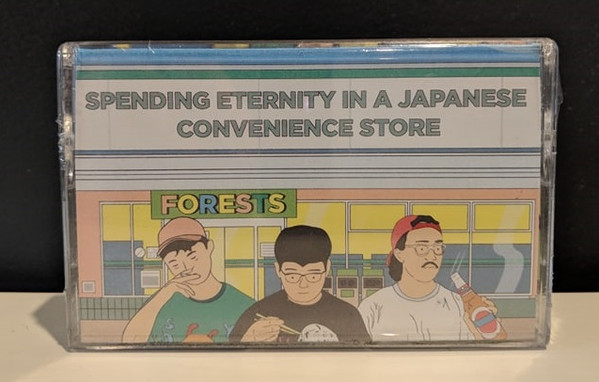 SPENDING ETERNITY IN A JAPANESE
CONVENIENCE STORE
FORESTS